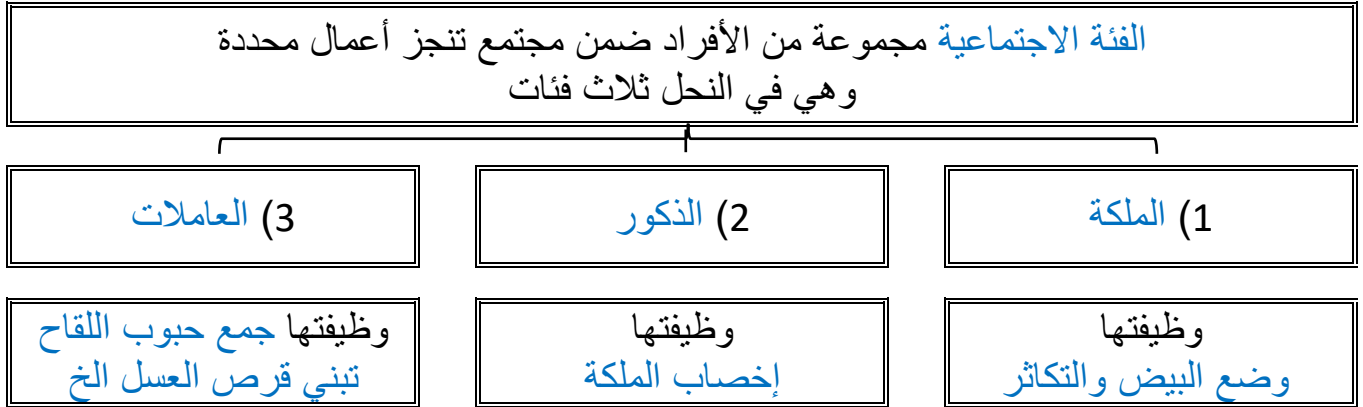 الفئة الاجتماعية مجموعة من الأفراد ضمن مجتمع تنجز أعمال محددة
وهي في النحل ثلاث فئات
1) الملكة
2) الذكور
3) العاملات
وظيفتها
وضع البيض والتكاثر
وظيفتها
إخصاب الملكة
وظيفتها جمع حبوب اللقاح
تبني قرص العسل الخ